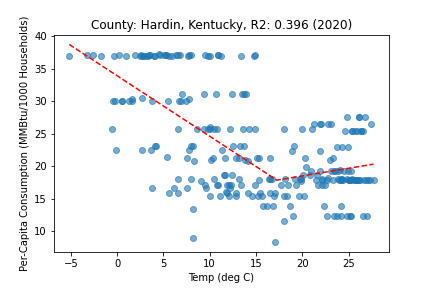 County: Hardin, Kentucky, R2: 0.396 (2020)
Per-Capita Consumption (MMBtu/1000 Households)
40
35
30
25
20
15
10
−5 0 5 10 15 20 25
Temp (deg C)